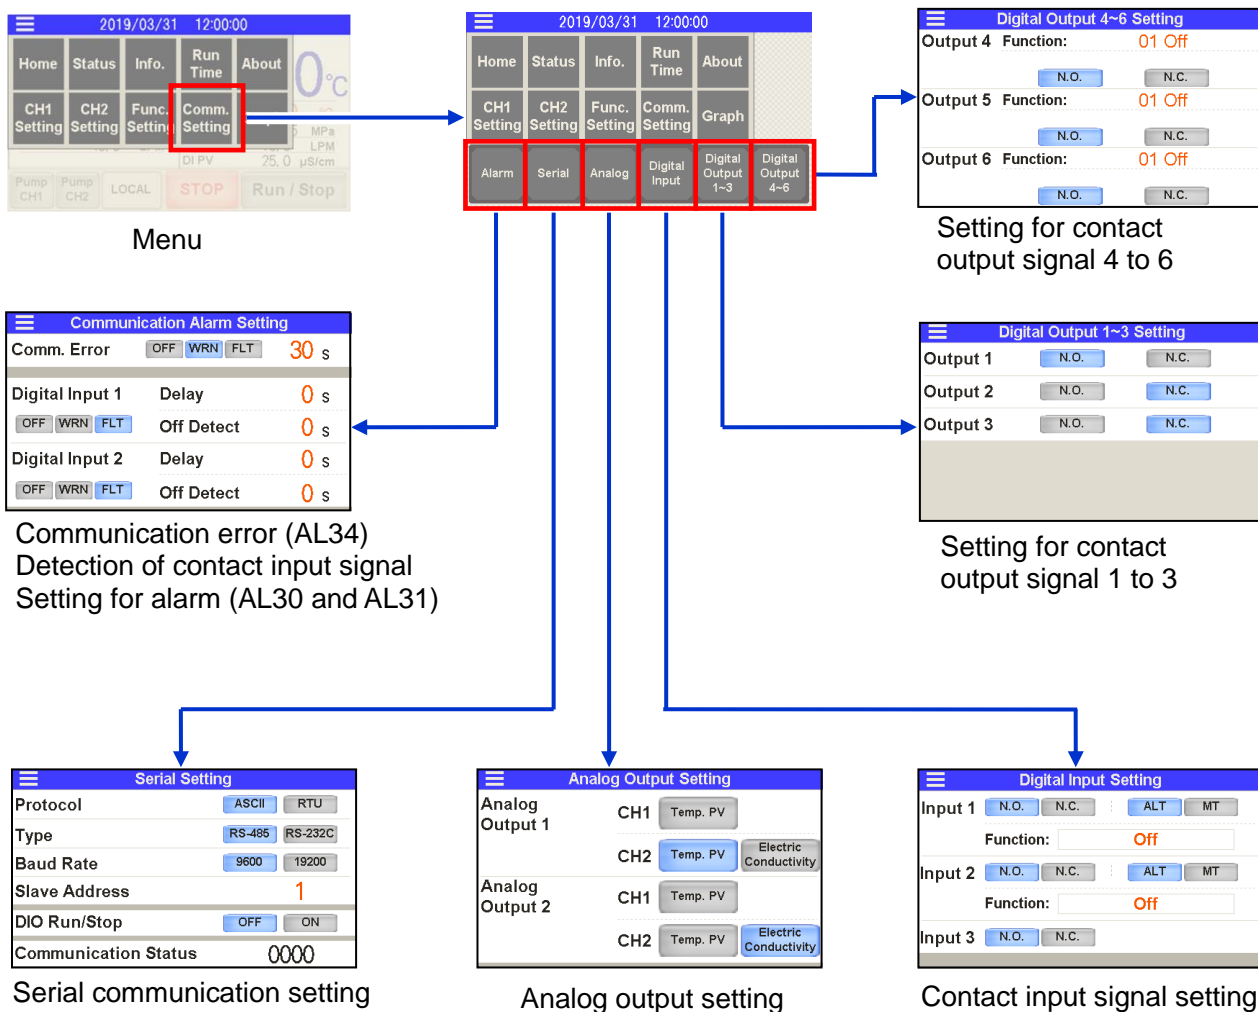 2019/03/31 12:00:00
Home Status Info. Run Time About
CH1 Setting CH2 Setting Func. Setting Comm. Setting
0 °C
MPa
LPM
DI PV 25.0 µS/cm
Pump CH1 Pump CH2 LOCAL STOP Run / Stop
Menu
2019/03/31 12:00:00
Home Status Info. Run Time About
CH1 Setting CH2 Setting Func. Setting Comm. Setting Graph
Alarm Serial Analog Digital Input Digital Output 1~3 Digital Output 4~6
Digital Output 4~6 Setting
Output 4 Function: 01 Off
N.O. N.C.
Output 5 Function: 01 Off
N.O. N.C.
Output 6 Function: 01 Off
N.O. N.C.
Setting for contact
output signal 4 to 6
Communication Alarm Setting
Comm. Error OFF WRN FLT 30 s
Digital Input 1 Delay 0 s
OFF WRN FLT Off Detect 0 s
Digital Input 2 Delay 0 s
OFF WRN FLT Off Detect 0 s
Communication error (AL34)
Detection of contact input signal
Setting for alarm (AL30 and AL31)
Digital Output 1~3 Setting
Output 1 N.O. N.C.
Output 2 N.O. N.C.
Output 3 N.O. N.C.
Setting for contact
output signal 1 to 3
Serial Setting
Protocol ASCII RTU
Type RS-485 RS-232C
Baud Rate 9600 19200
Slave Address 1
DIO Run/Stop OFF ON
Communication Status 0000
Serial communication setting
Analog Output Setting
Analog Output 1 CH1 Temp. PV
CH2 Temp. PV Electric Conductivity
Analog Output 2 CH1 Temp. PV
CH2 Temp. PV Electric Conductivity
Analog output setting
Digital Input Setting
Input 1 N.O. N.C. ALT MT
Function: Off
Input 2 N.O. N.C. ALT MT
Function: Off
Input 3 N.O. N.C.
Contact input signal setting